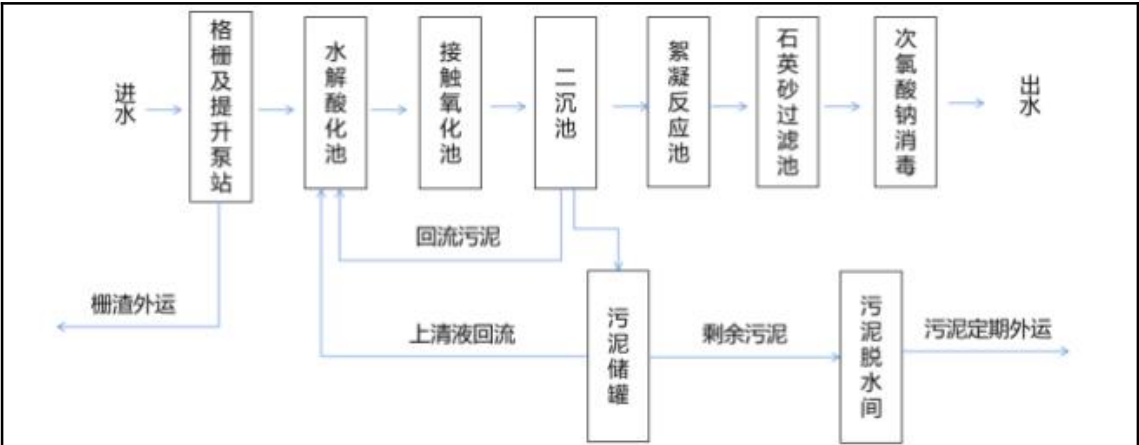 进水
格栅及提升泵站
水解酸化池
接触氧化池
二沉池
絮凝反应池
石英砂过滤池
次氯酸钠消毒
出水
回流污泥
栅渣外运
上清液回流
污泥储罐
剩余污泥
污泥脱水间
污泥定期外运